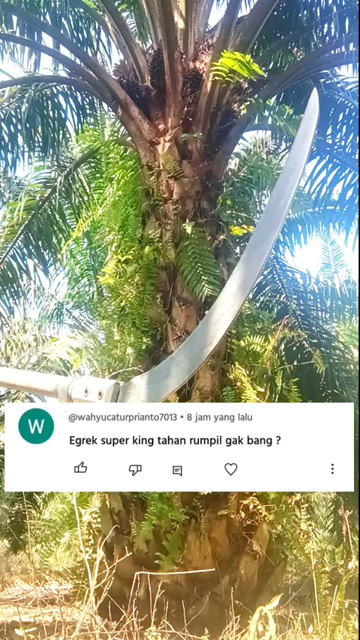 W
@wahyucaturprianto7013 • 8 jam yang lalu
Egrek super king tahan rumpil gak bang ?